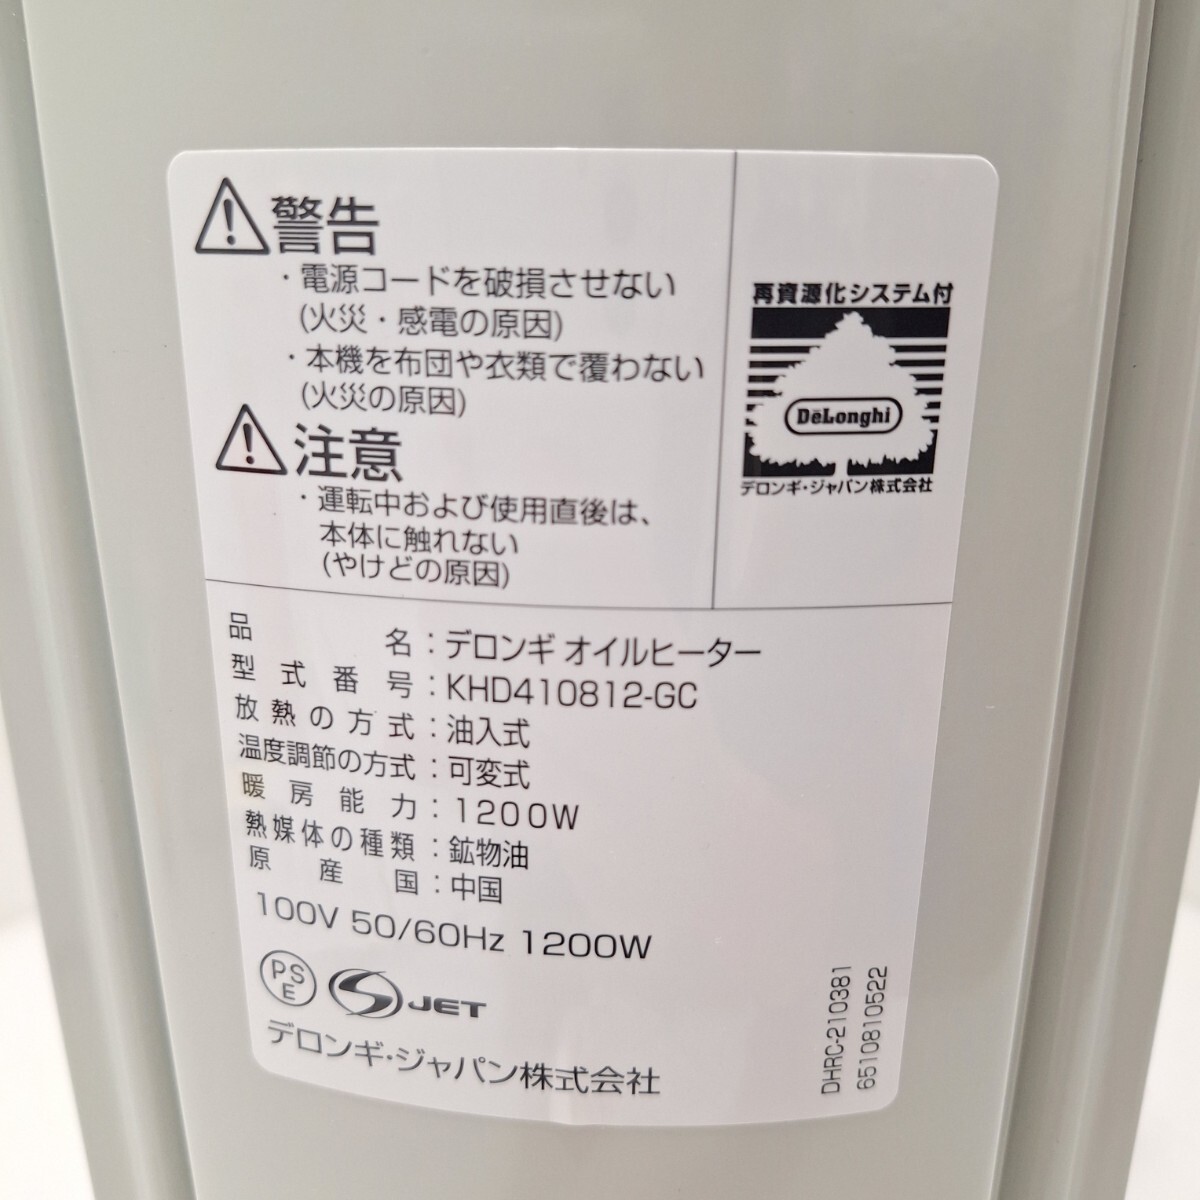 警告
・電源コードを破損させない
(火災・感電の原因)
・本機を布団や衣類で覆わない
(火災の原因)
注意
・運転中および使用直後は、
本体に触れない
(やけどの原因)
再資源化システム付
DeLonghi
デロンギ・ジャパン株式会社
品名：デロンギ オイルヒーター
型式番号：KHD410812-GC
放熱の方式：油入式
温度調節の方式：可変式
暖房能力：1200W
熱媒体の種類：鉱物油
原産国：中国
100V 50/60Hz 1200W
PSE JET
デロンギ・ジャパン株式会社
DHRC-210381
6510810522